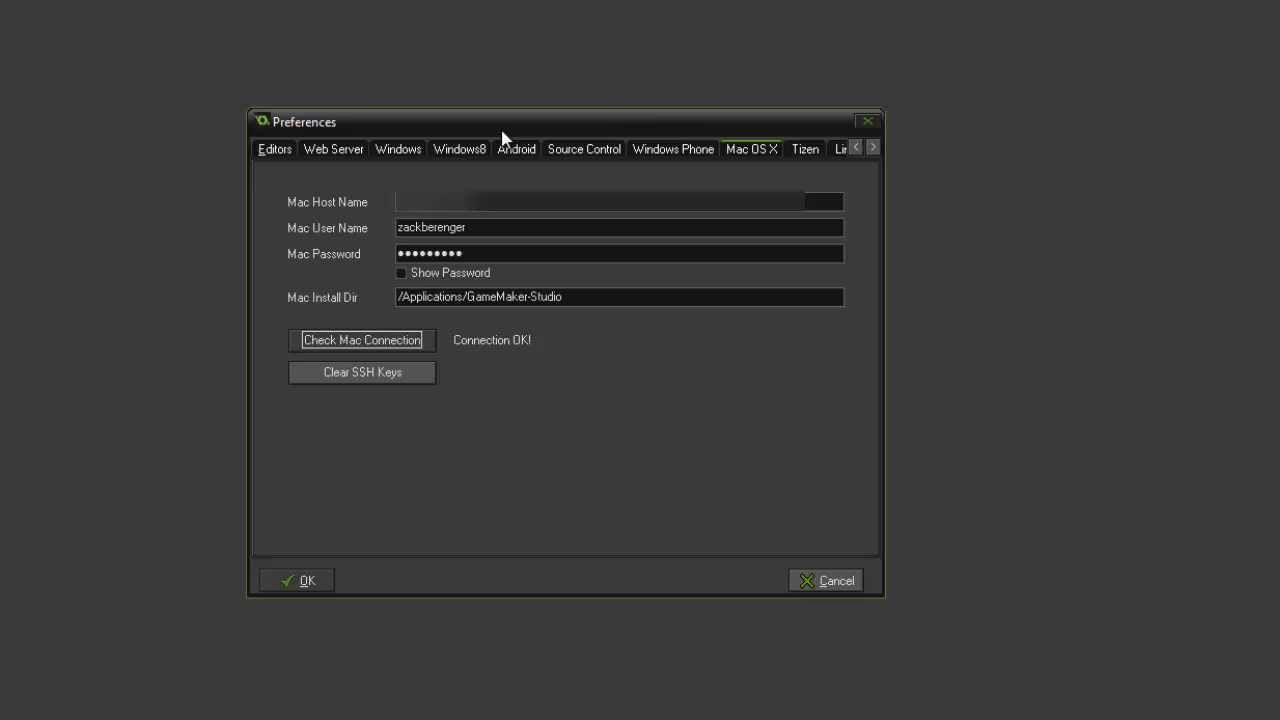 Preferences
Editors Web Server Windows Windows8 Android Source Control Windows Phone Mac OS X Tizen
Mac Host Name
Mac User Name zackberenger
Mac Password •••••••••
Show Password
Mac Install Dir /Applications/GameMaker-Studio
Check Mac Connection Connection OK!
Clear SSH Keys
OK Cancel